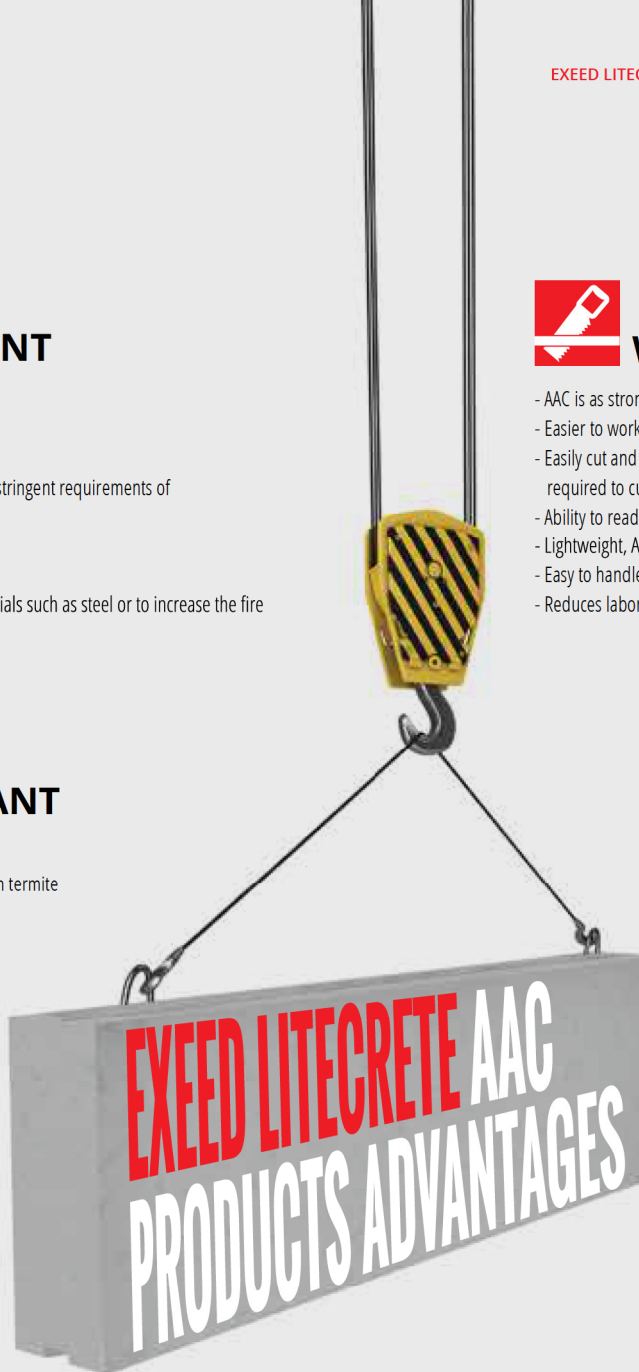 EXEED LITEC
NT
stringent requirements of
ials such as steel or to increase the fire
ANT
n termite
W
- AAC is as stron
- Easier to work
- Easily cut and
required to cu
- Ability to read
- Lightweight, A
- Easy to handle
- Reduces labor
EXEED LITECRETE AAC
PRODUCTS ADVANTAGES